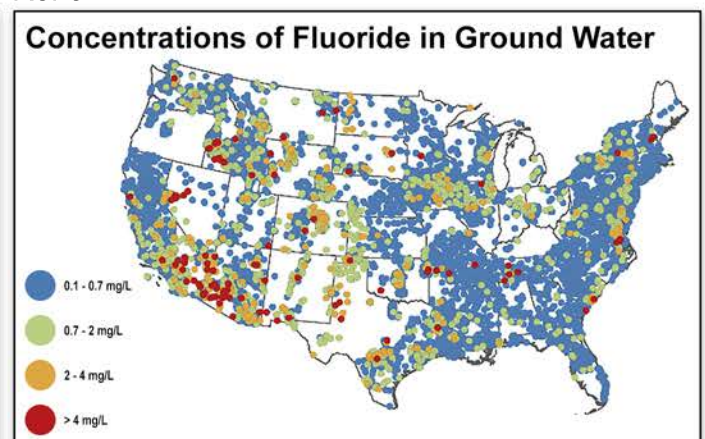 Concentrations of Fluoride in Ground Water
0.1 - 0.7 mg/L
0.7 - 2 mg/L
2 - 4 mg/L
> 4 mg/L